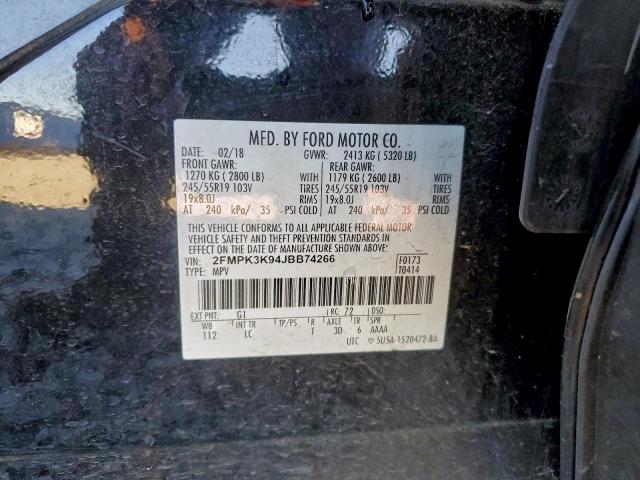 MFD. BY FORD MOTOR CO.
DATE: 02/18 GVWR: 2413 KG ( 5320 LB)
FRONT GAWR: REAR GAWR:
1270 KG ( 2800 LB) WITH 1179 KG ( 2600 LB) WITH
245/55R19 103V TIRES 245/55R19 103V TIRES
19x8.0J RIMS 19x8.0J RIMS
AT 240 kPa/ 35 PSI COLD AT 240 kPa/ 35 PSI COLD
THIS VEHICLE CONFORMS TO ALL APPLICABLE FEDERAL MOTOR
VEHICLE SAFETY AND THEFT PREVENTION STANDARDS IN
EFFECT ON THE DATE OF MANUFACTURE SHOWN ABOVE.
VIN: 2FMPK3K94JBB74266 F0173
TYPE: MPV T0414
EXT PNT: G1 RC: 72 DSO:
WB INT TR TP/PS R AXLE TR SPR
112 LC T 3D 6 AAAA
UTC 5U5A-1520472-BA